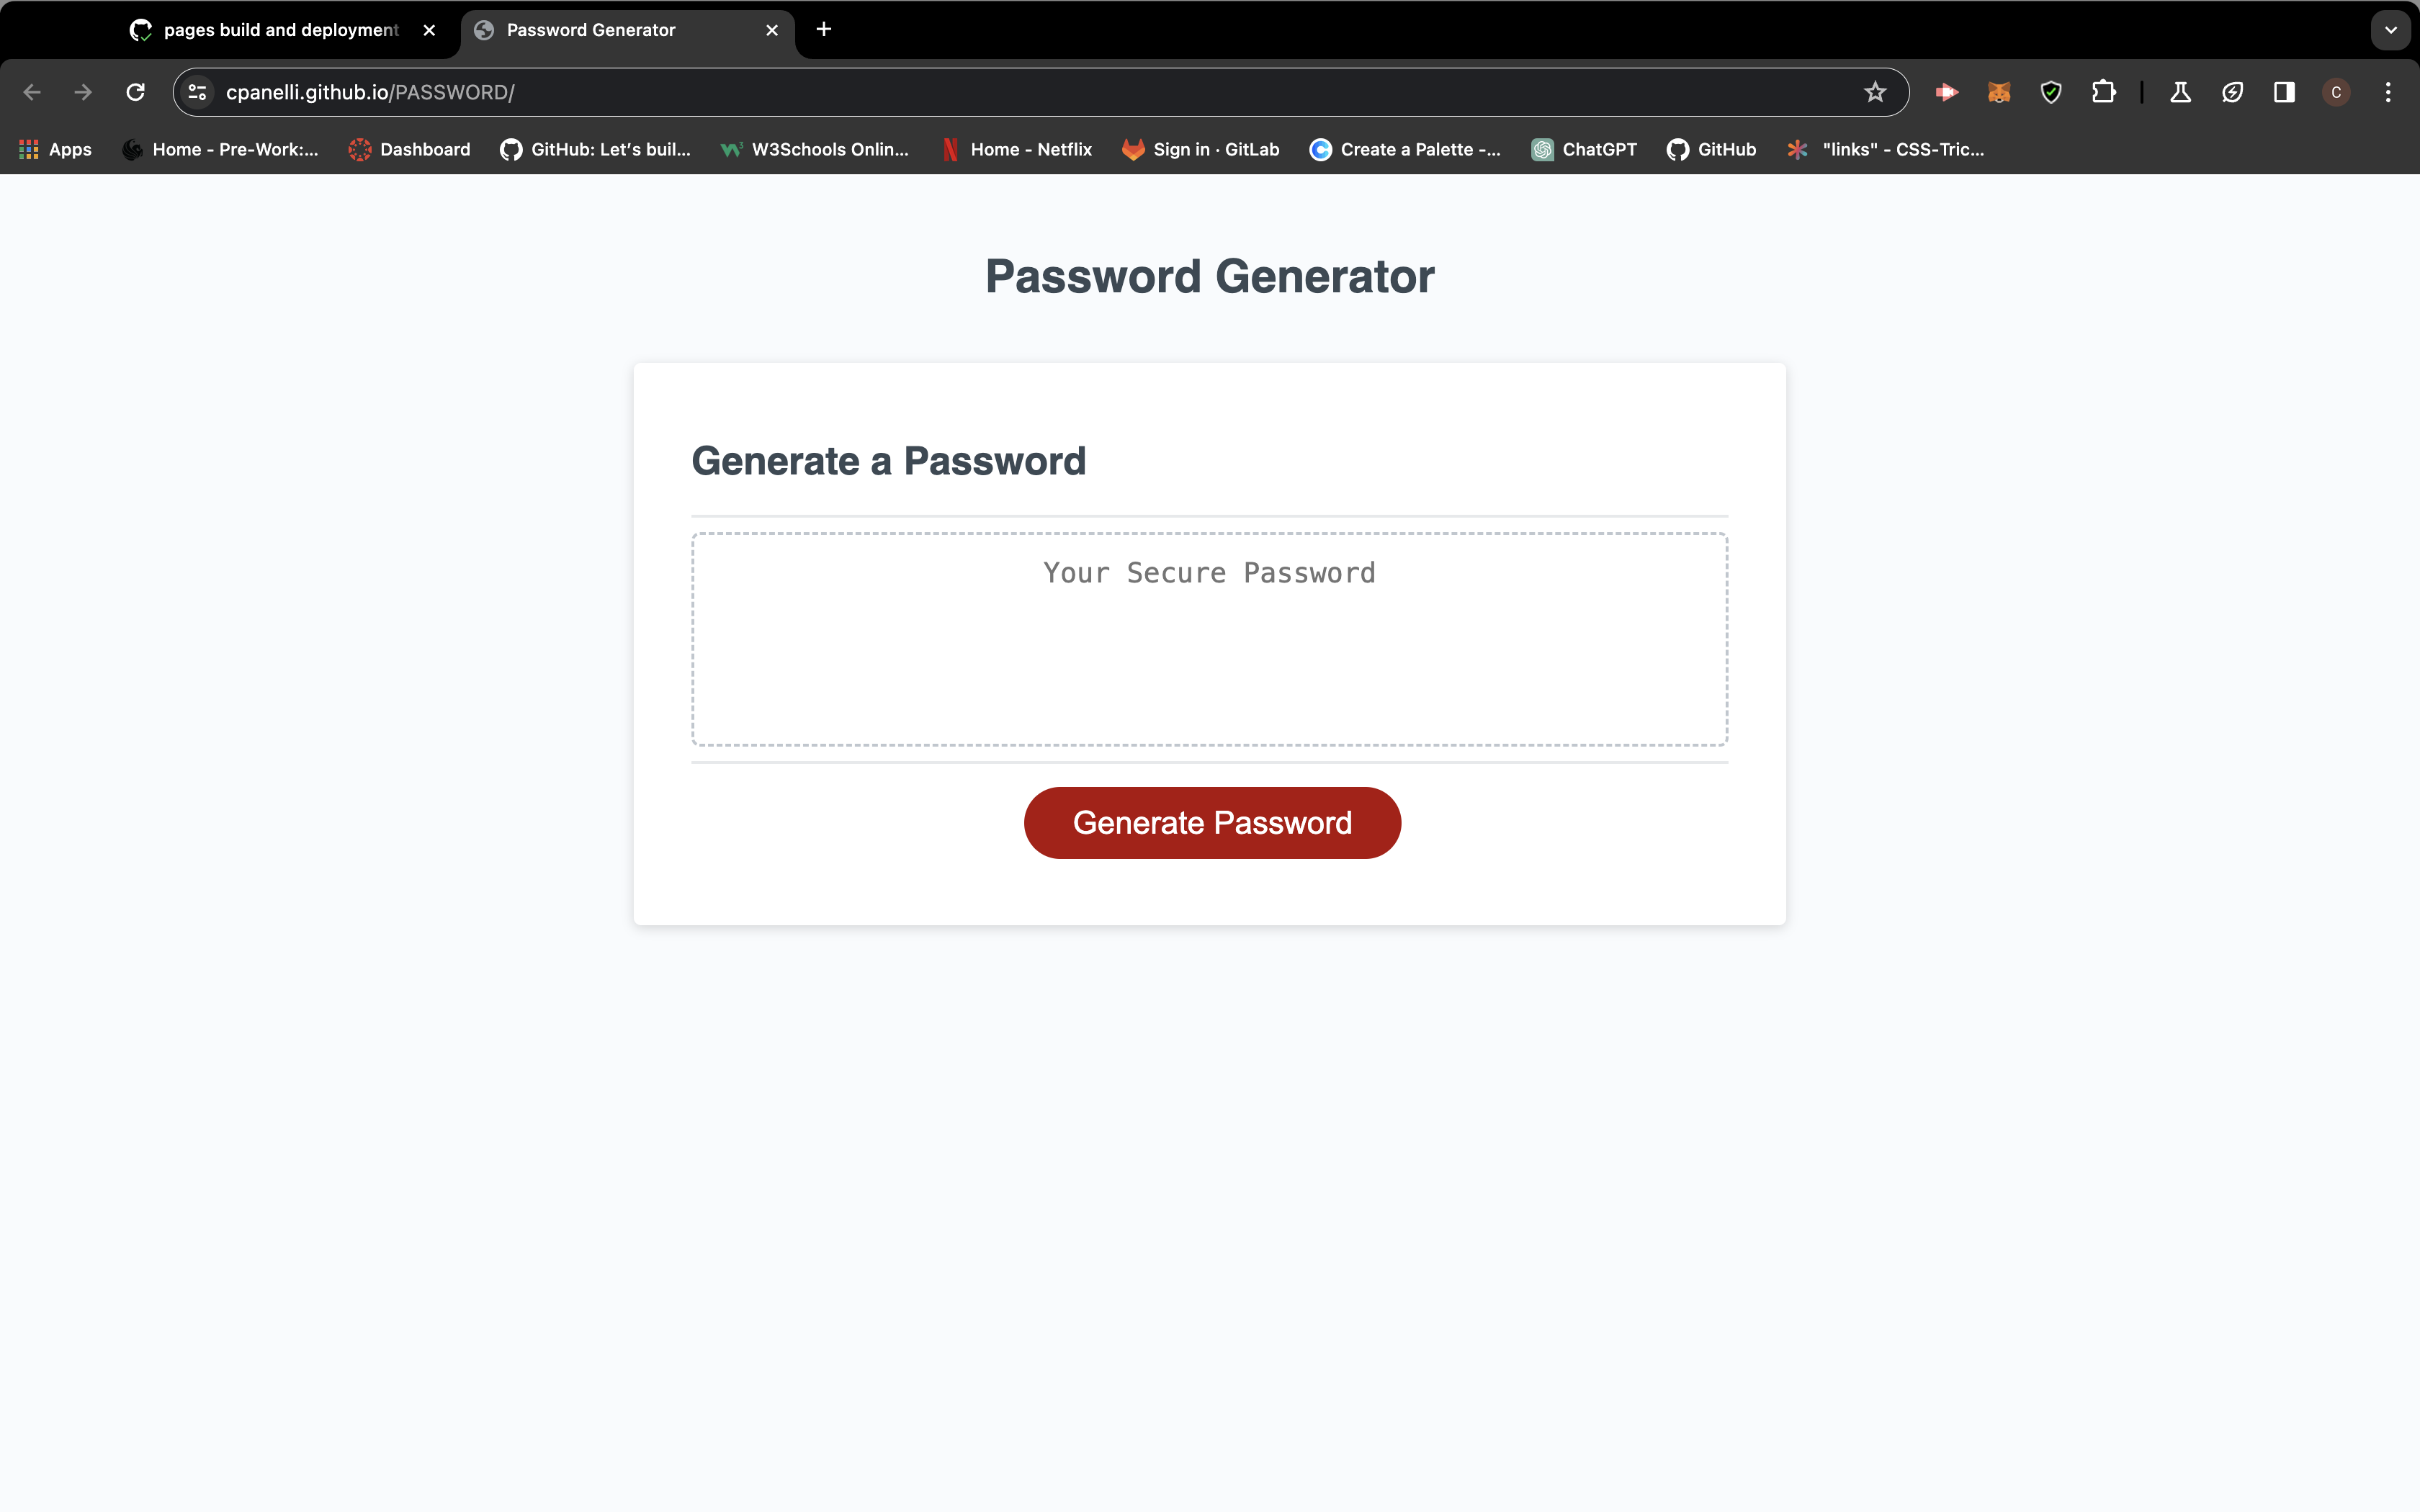 pages build and deployment
Password Generator
cpanelli.github.io/PASSWORD/
C
Apps
Home - Pre-Work:...
Dashboard
GitHub: Let's buil...
W3Schools Onlin...
Home - Netflix
Sign in · GitLab
Create a Palette -...
ChatGPT
GitHub
"links" - CSS-Tric...
Password Generator
Generate a Password
Your Secure Password
Generate Password